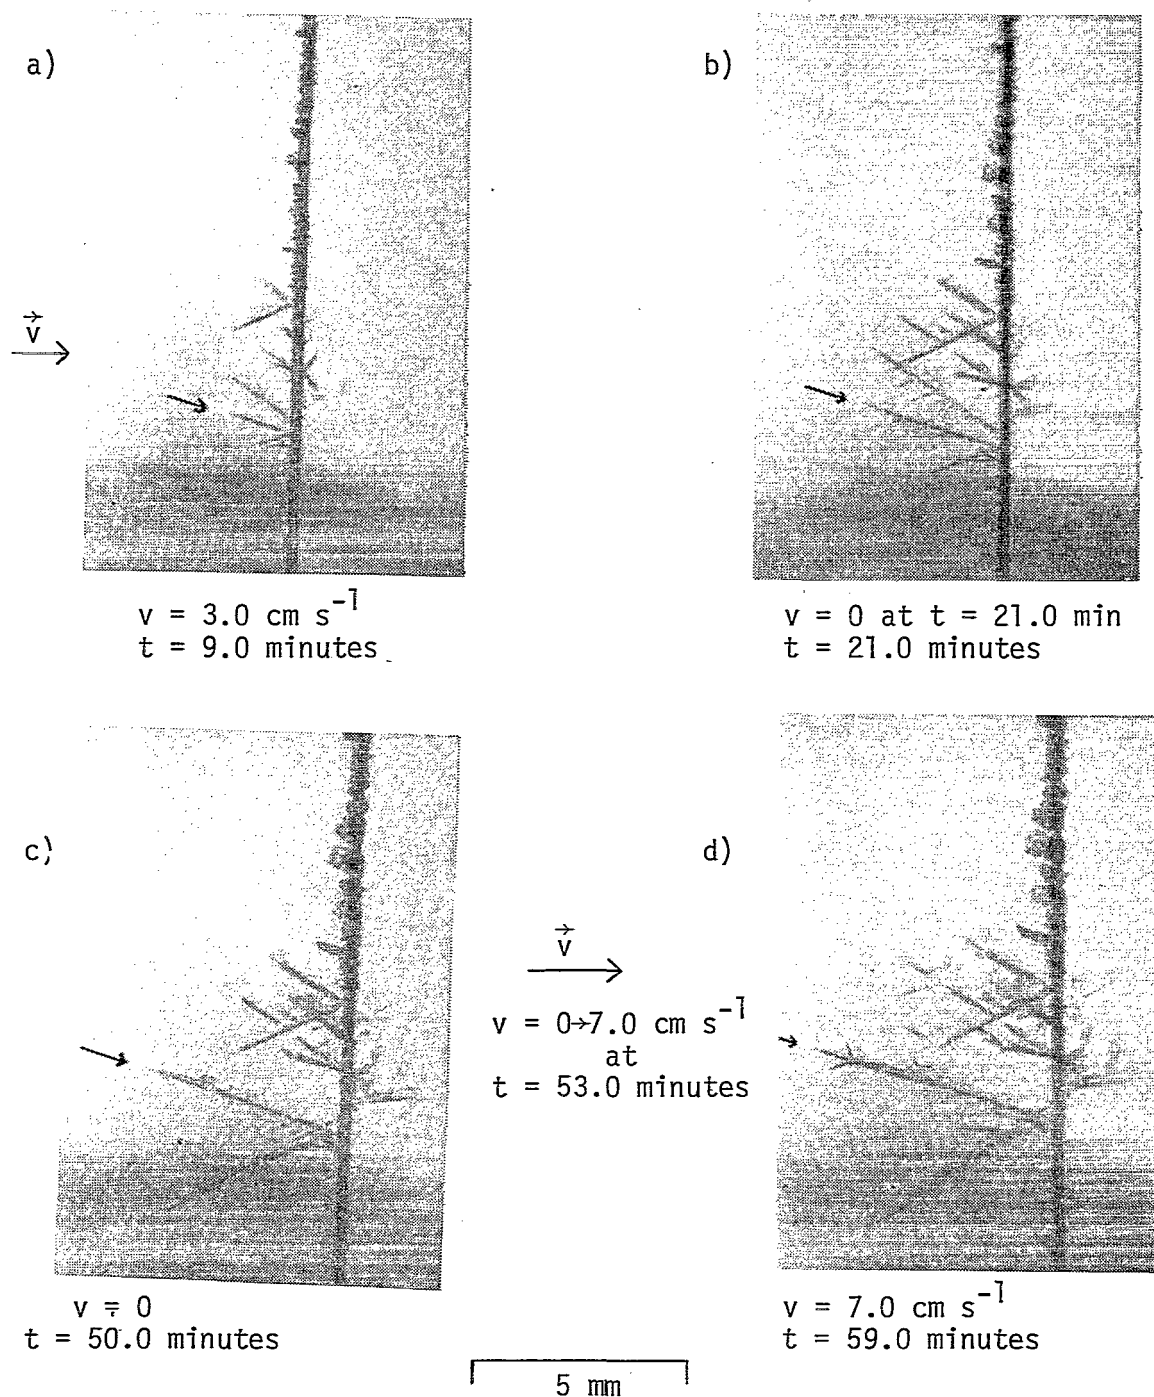 a)
b)
v
v = 3.0 cm s-1
t = 9.0 minutes
v = 0 at t = 21.0 min
t = 21.0 minutes
c)
d)
v
v = 0→7.0 cm s-1
at
t = 53.0 minutes
v = 0
t = 50.0 minutes
v = 7.0 cm s-1
t = 59.0 minutes
5 mm